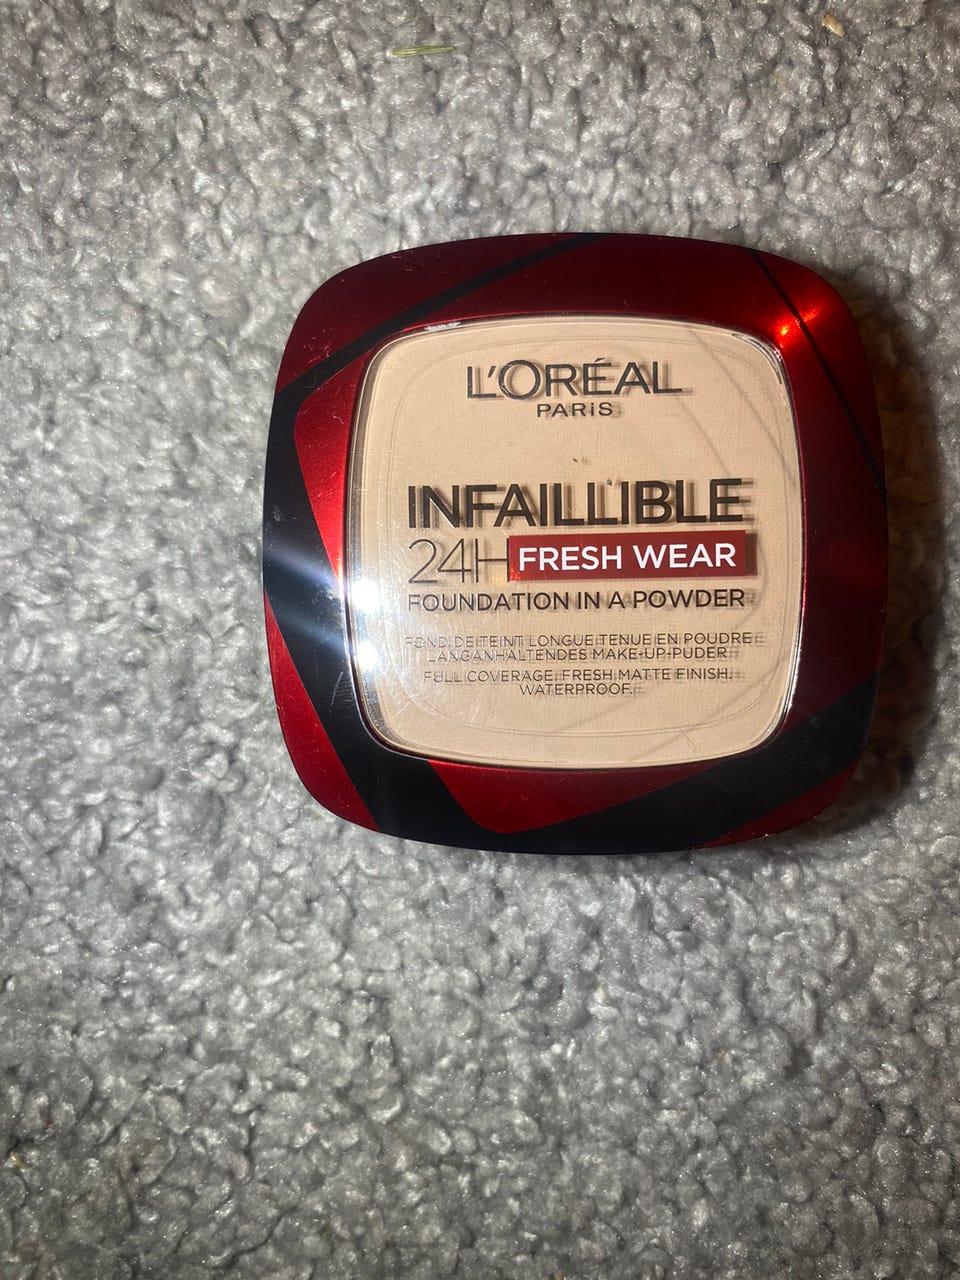 L'ORÉAL
PARIS
INFAILLIBLE
24H FRESH WEAR
FOUNDATION IN A POWDER
FOND DE TEINT LONGUE TENUE EN POUDRE
LANGANHALTENDES MAKE-UP-PUDER
FULL COVERAGE. FRESH MATTE FINISH.
WATERPROOF.